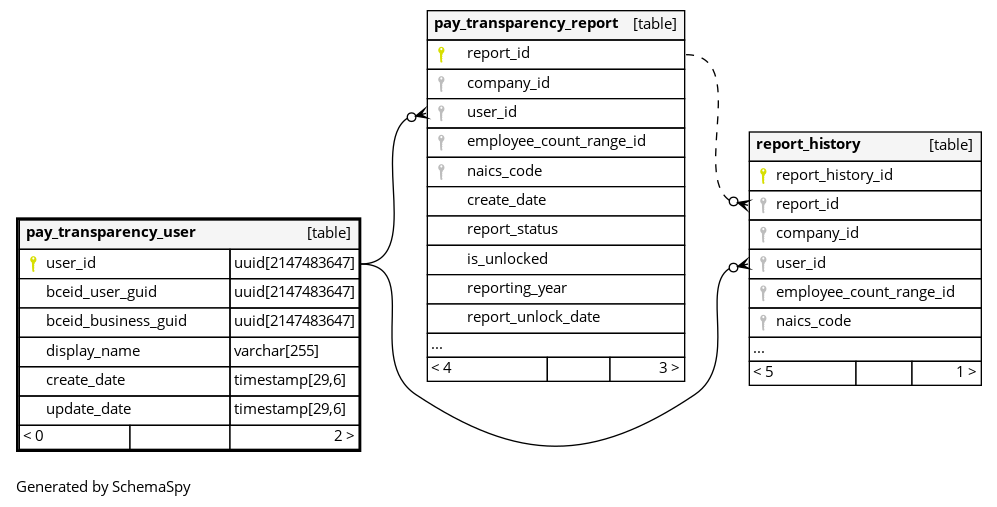 pay_transparency_report [table]
report_id
company_id
user_id
employee_count_range_id
naics_code
create_date
report_status
is_unlocked
reporting_year
report_unlock_date
...
< 4 3 >
report_history [table]
report_history_id
report_id
company_id
user_id
employee_count_range_id
naics_code
...
< 5 1 >
pay_transparency_user [table]
user_id uuid[2147483647]
bceid_user_guid uuid[2147483647]
bceid_business_guid uuid[2147483647]
display_name varchar[255]
create_date timestamp[29,6]
update_date timestamp[29,6]
< 0 2 >
Generated by SchemaSpy